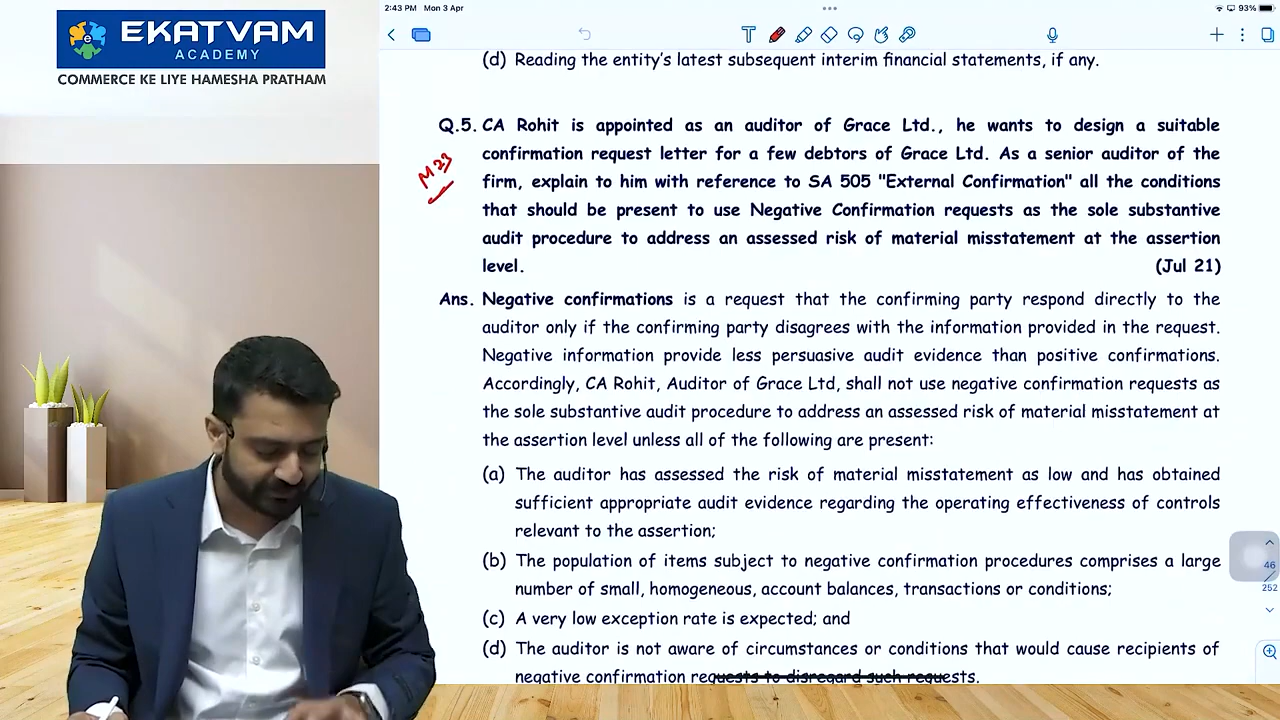 2:43 PM Mon 3 Apr
93%
EKATVAM
ACADEMY
COMMERCE KE LIYE HAMESHA PRATHAM
(d) Reading the entity's latest subsequent interim financial statements, if any.
Q.5. CA Rohit is appointed as an auditor of Grace Ltd., he wants to design a suitable
confirmation request letter for a few debtors of Grace Ltd. As a senior auditor of the
M23
firm, explain to him with reference to SA 505 "External Confirmation" all the conditions
that should be present to use Negative Confirmation requests as the sole substantive
audit procedure to address an assessed risk of material misstatement at the assertion
level. (Jul 21)
Ans. Negative confirmations is a request that the confirming party respond directly to the
auditor only if the confirming party disagrees with the information provided in the request.
Negative information provide less persuasive audit evidence than positive confirmations.
Accordingly, CA Rohit, Auditor of Grace Ltd, shall not use negative confirmation requests as
the sole substantive audit procedure to address an assessed risk of material misstatement at
the assertion level unless all of the following are present:
(a) The auditor has assessed the risk of material misstatement as low and has obtained
sufficient appropriate audit evidence regarding the operating effectiveness of controls
relevant to the assertion;
(b) The population of items subject to negative confirmation procedures comprises a large
number of small, homogeneous, account balances, transactions or conditions;
(c) A very low exception rate is expected; and
(d) The auditor is not aware of circumstances or conditions that would cause recipients of
negative confirmation requests to disregard such requests.
46
252